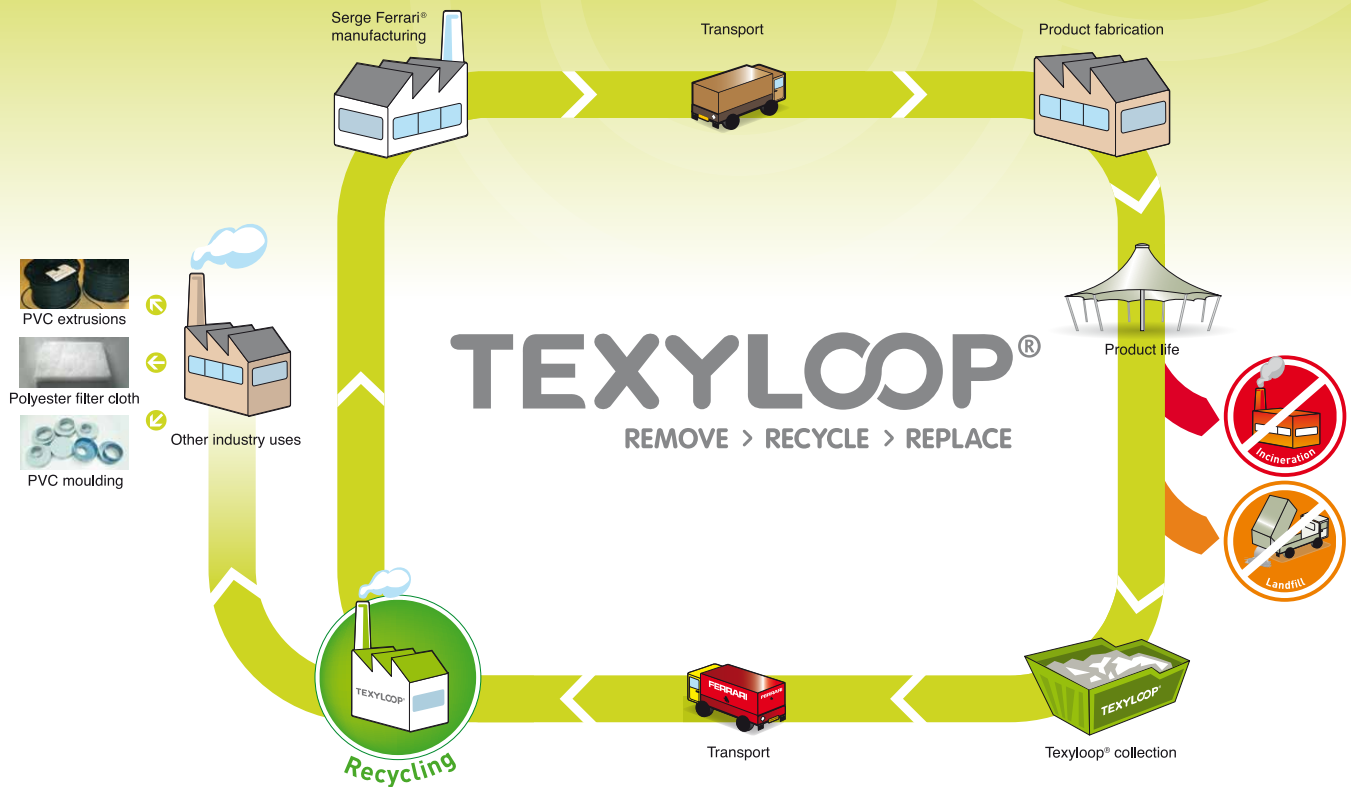 Serge Ferrari®
manufacturing
Transport
Product fabrication
PVC extrusions
Polyester filter cloth
PVC moulding
Other industry uses
TEXYLOOP®
REMOVE > RECYCLE > REPLACE
Product life
Incineration
Landfill
TEXYLOOP®
Recycling
FERRARI
FERRARI
Transport
TEXYLOOP®
Texyloop® collection